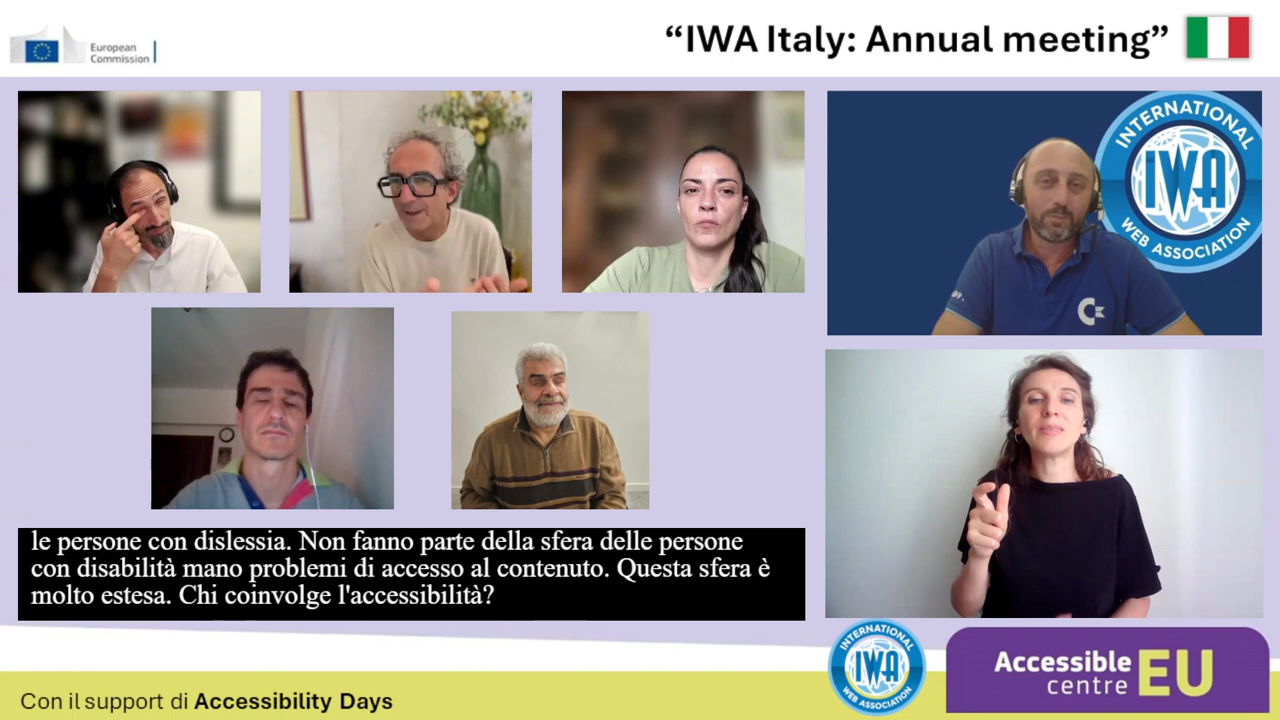 European
Commission
“IWA Italy: Annual meeting”
INTERNATIONAL
IWA
WEB ASSOCIATION
le persone con dislessia. Non fanno parte della sfera delle persone
con disabilità mano problemi di accesso al contenuto. Questa sfera è
molto estesa. Chi coinvolge l'accessibilità?
INTERNATIONAL
IWA
WEB ASSOCIATION
Accessible
centre
EU
Con il support di Accessibility Days